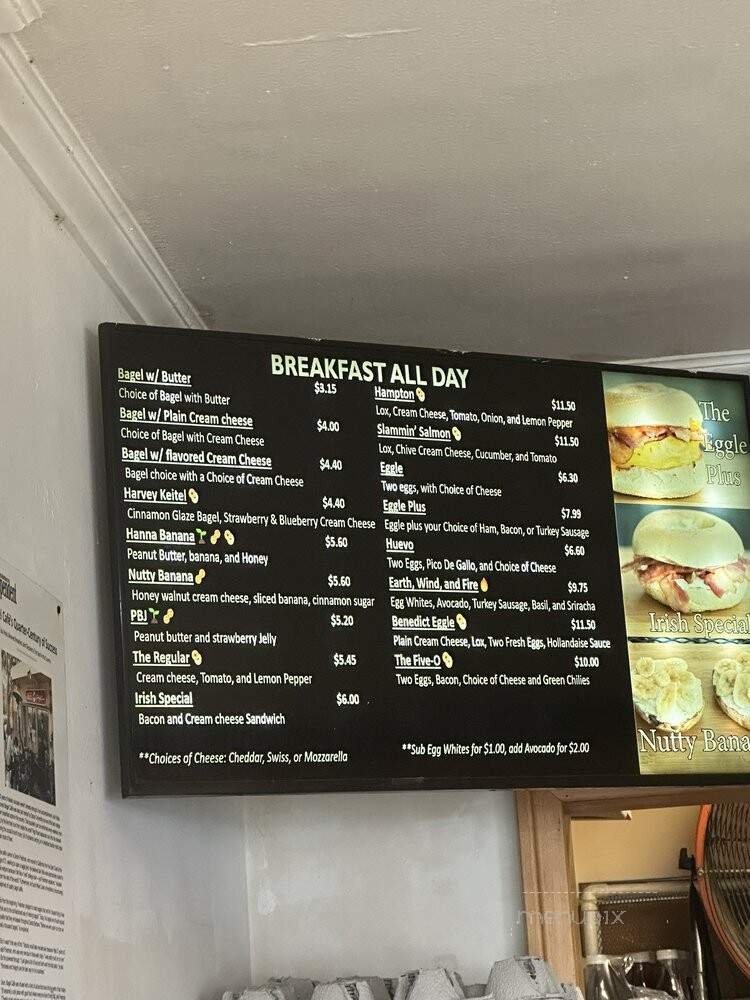 BREAKFAST ALL DAY
Bagel w/ Butter
$3.15
Choice of Bagel with Butter
Bagel w/ Plain Cream cheese
$4.00
Choice of Bagel with Cream Cheese
Bagel w/ flavored Cream Cheese
$4.40
Bagel choice with a Choice of Cream Cheese
Harvey Keitel
$4.40
Cinnamon Glaze Bagel, Strawberry & Blueberry Cream Cheese
Hanna Banana
$5.60
Peanut Butter, banana, and Honey
Nutty Banana
$5.60
Honey walnut cream cheese, sliced banana, cinnamon sugar
PBJ
$5.20
Peanut butter and strawberry Jelly
The Regular
$5.45
Cream cheese, Tomato, and Lemon Pepper
Irish Special
$6.00
Bacon and Cream cheese Sandwich
**Choices of Cheese: Cheddar, Swiss, or Mozzarella
Hampton
$11.50
Lox, Cream Cheese, Tomato, Onion, and Lemon Pepper
Slammin' Salmon
$11.50
Lox, Chive Cream Cheese, Cucumber, and Tomato
Eggle
$6.30
Two eggs, with Choice of Cheese
Eggle Plus
$7.99
Eggle plus your Choice of Ham, Bacon, or Turkey Sausage
Huevo
$6.60
Two Eggs, Pico De Gallo, and Choice of Cheese
Earth, Wind, and Fire
$9.75
Egg Whites, Avocado, Turkey Sausage, Basil, and Sriracha
Benedict Eggle
$11.50
Plain Cream Cheese, Lox, Two Fresh Eggs, Hollandaise Sauce
The Five-O
$10.00
Two Eggs, Bacon, Choice of Cheese and Green Chilies
**Sub Egg Whites for $1.00, add Avocado for $2.00
The
Eggle
Plus
Irish Special
Nutty Bana
Café's Quarter-Century of Success
menupix